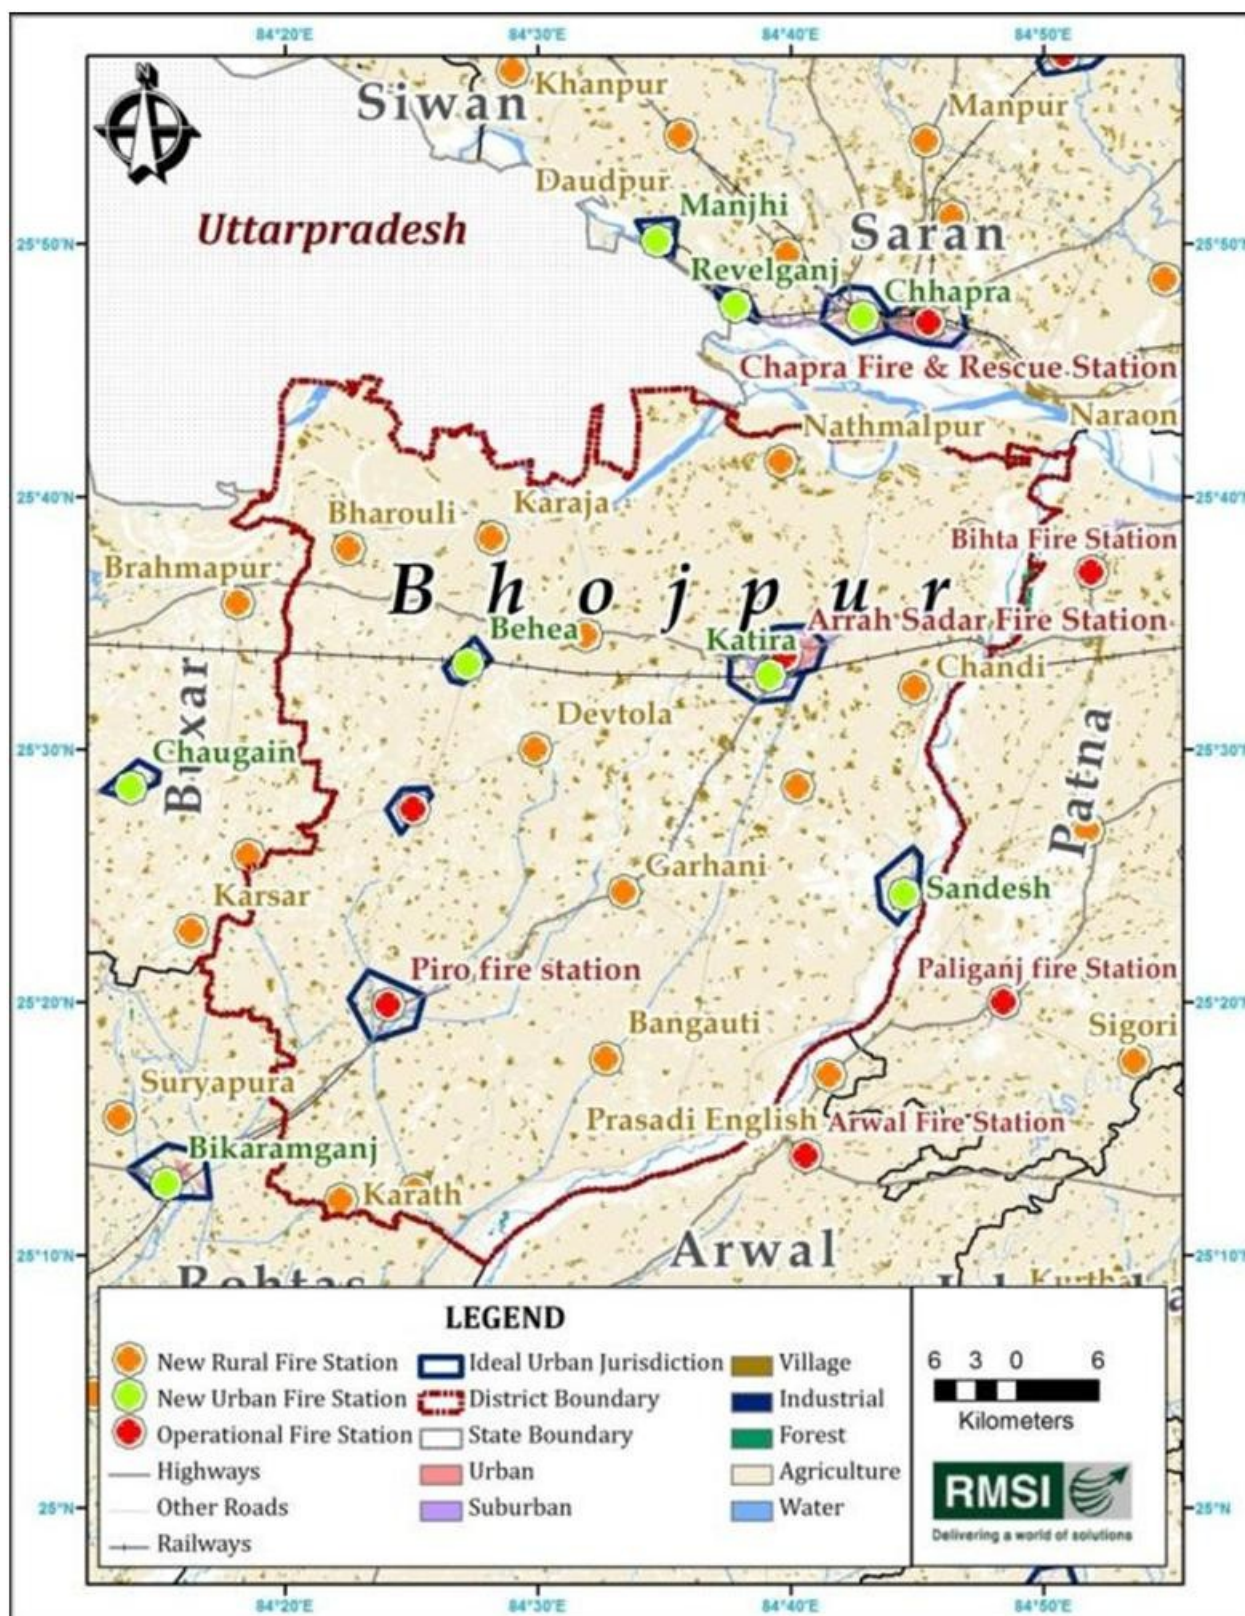 84°20'E 84°30'E 84°40'E 84°50'E
N
Khanpur
Siwan
Manpur
Daudpur
Manjhi
Uttarpradesh
Saran
25°50'N
Revelganj
Chhapra
Chapra Fire & Rescue Station
Nathmalpur
Naraon
25°40'N 25°40'N
Karaja
Bharouli
Bihta Fire Station
Brahmapur
Bhojpur
Arrah Sadar Fire Station
Behea
Katira
Chandi
Buxar
Devtola
Patna
25°30'N 25°30'N
Chaugain
Garhani
Karsar
Sandesh
Piro fire station
Paliganj fire Station
25°20'N 25°20'N
Bangauti
Sigori
Suryapura
Prasadi English
Arwal Fire Station
Bikaramganj
Karath
Arwal
25°10'N
Rohtas
Kurtha
LEGEND
New Rural Fire Station
New Urban Fire Station
Operational Fire Station
Highways
Other Roads
Railways
Ideal Urban Jurisdiction
District Boundary
State Boundary
Urban
Suburban
Village
Industrial
Forest
Agriculture
Water
6 3 0 6
Kilometers
RMSI
Delivering a world of solutions
25°N 25°N
84°20'E 84°30'E 84°40'E 84°50'E